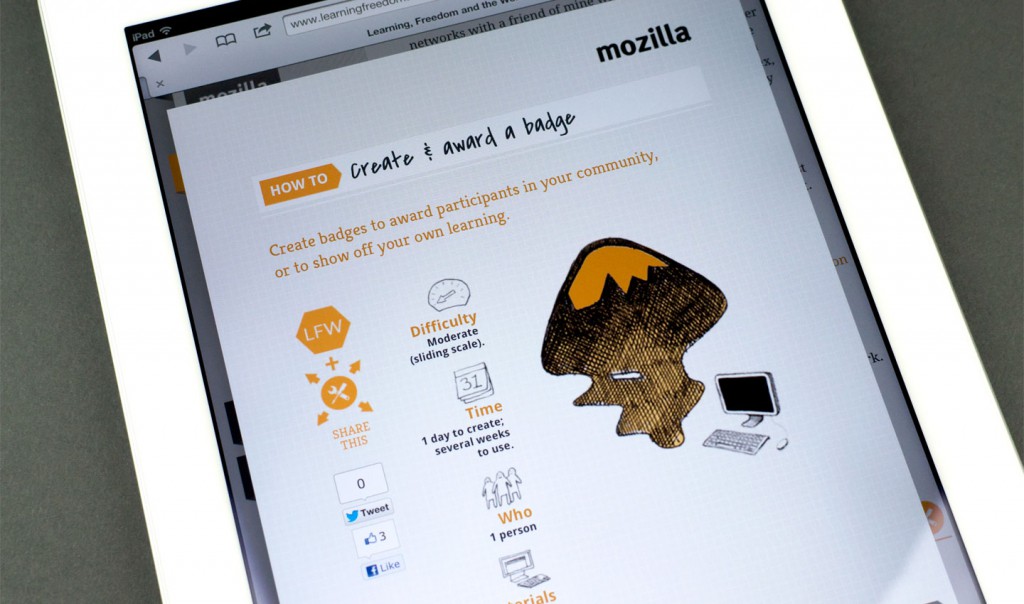 iPad
www.learningfreedom
Learning, Freedom and the We
networks with a friend of mine
mozilla
mozilla
HOW TO Create & award a badge
Create badges to award participants in your community,
or to show off your own learning.
LFW
+
SHARE
THIS
0
Tweet
3
Like
Difficulty
Moderate
(sliding scale).
31
Time
1 day to create;
several weeks
to use.
Who
1 person
terials
on
k.